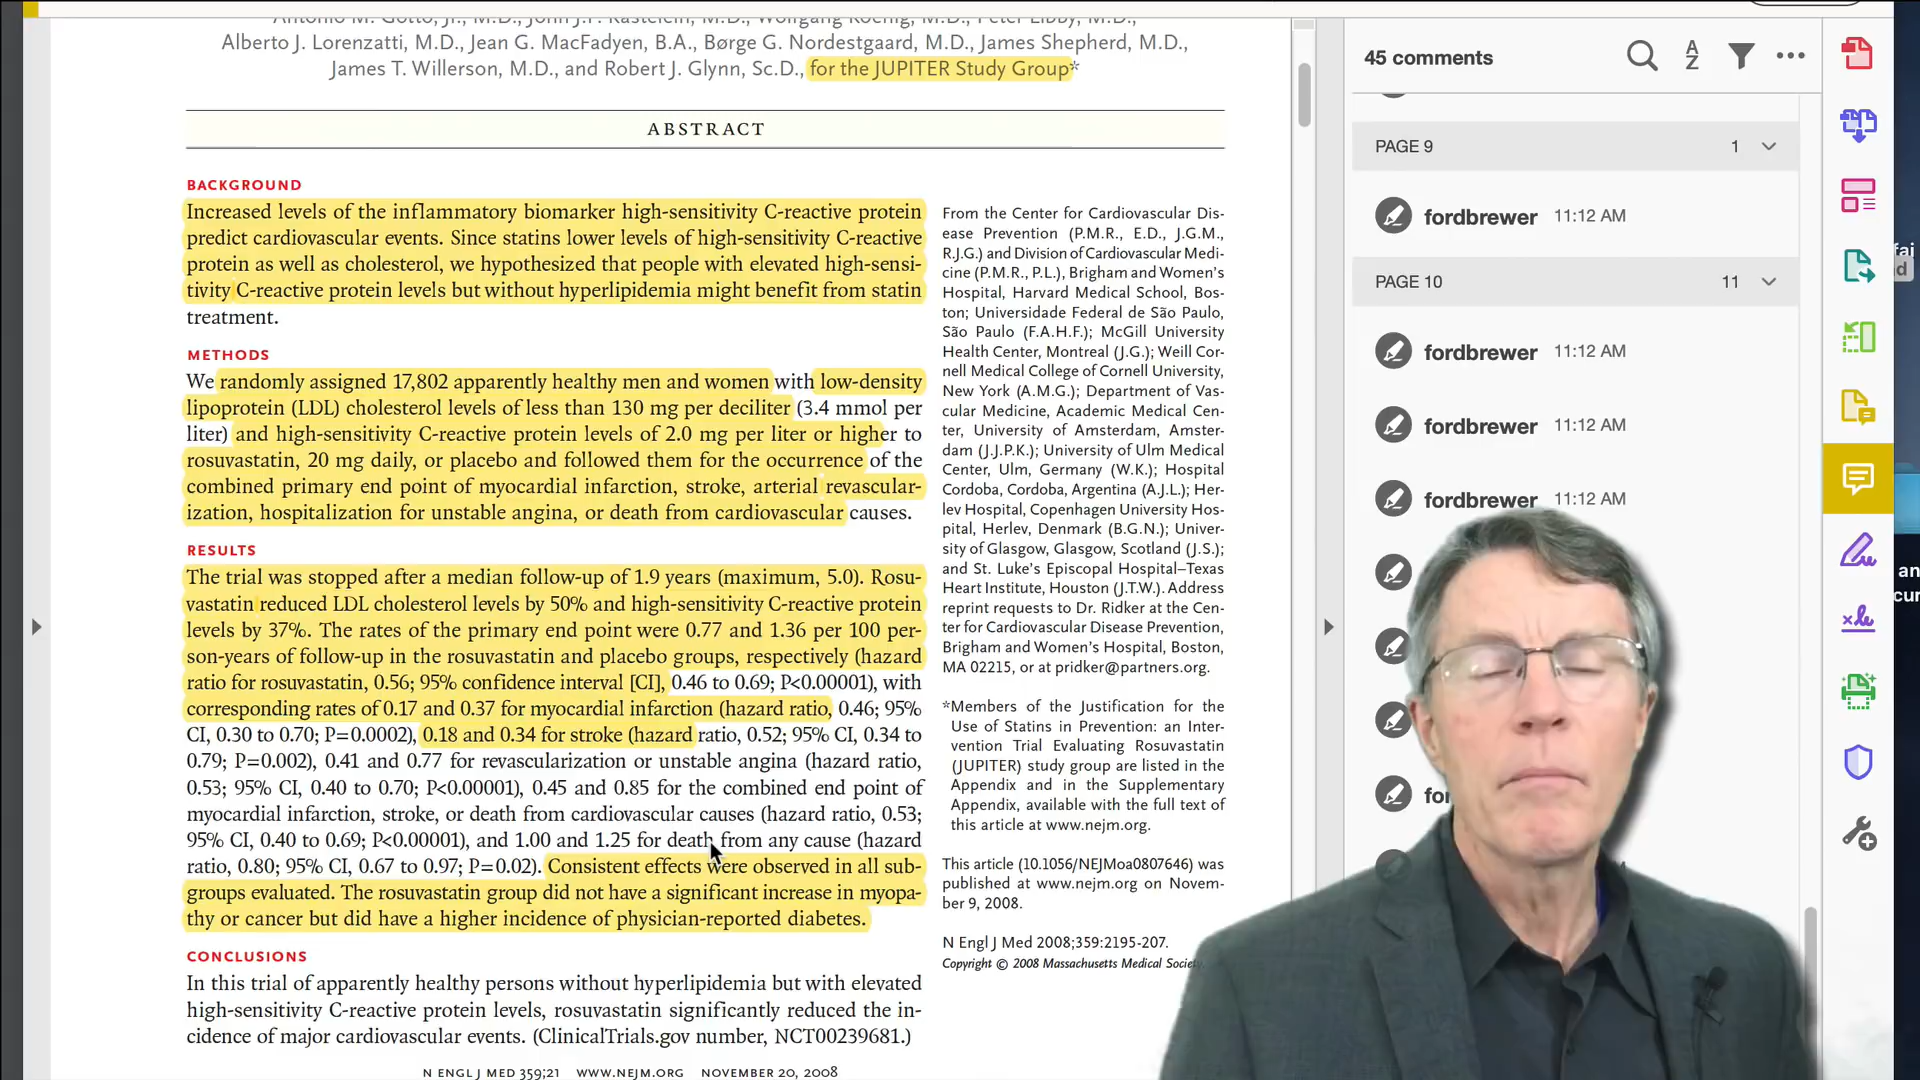 Antonio M. Gotto, Jr., M.D., John J.P. Kastelein, M.D., Wolfgang Koenig, M.D., Peter Libby, M.D.,
Alberto J. Lorenzatti, M.D., Jean G. MacFadyen, B.A., Børge G. Nordestgaard, M.D., James Shepherd, M.D.,
James T. Willerson, M.D., and Robert J. Glynn, Sc.D., for the JUPITER Study Group*
ABSTRACT
BACKGROUND
Increased levels of the inflammatory biomarker high-sensitivity C-reactive protein
predict cardiovascular events. Since statins lower levels of high-sensitivity C-reactive
protein as well as cholesterol, we hypothesized that people with elevated high-sensi-
tivity C-reactive protein levels but without hyperlipidemia might benefit from statin
treatment.
METHODS
We randomly assigned 17,802 apparently healthy men and women with low-density
lipoprotein (LDL) cholesterol levels of less than 130 mg per deciliter (3.4 mmol per
liter) and high-sensitivity C-reactive protein levels of 2.0 mg per liter or higher to
rosuvastatin, 20 mg daily, or placebo and followed them for the occurrence of the
combined primary end point of myocardial infarction, stroke, arterial revascular-
ization, hospitalization for unstable angina, or death from cardiovascular causes.
RESULTS
The trial was stopped after a median follow-up of 1.9 years (maximum, 5.0). Rosu-
vastatin reduced LDL cholesterol levels by 50% and high-sensitivity C-reactive protein
levels by 37%. The rates of the primary end point were 0.77 and 1.36 per 100 per-
son-years of follow-up in the rosuvastatin and placebo groups, respectively (hazard
ratio for rosuvastatin, 0.56; 95% confidence interval [CI], 0.46 to 0.69; P<0.00001), with
corresponding rates of 0.17 and 0.37 for myocardial infarction (hazard ratio, 0.46; 95%
CI, 0.30 to 0.70; P=0.0002), 0.18 and 0.34 for stroke (hazard ratio, 0.52; 95% CI, 0.34 to
0.79; P=0.002), 0.41 and 0.77 for revascularization or unstable angina (hazard ratio,
0.53; 95% CI, 0.40 to 0.70; P<0.00001), 0.45 and 0.85 for the combined end point of
myocardial infarction, stroke, or death from cardiovascular causes (hazard ratio, 0.53;
95% CI, 0.40 to 0.69; P<0.00001), and 1.00 and 1.25 for death from any cause (hazard
ratio, 0.80; 95% CI, 0.67 to 0.97; P=0.02). Consistent effects were observed in all sub-
groups evaluated. The rosuvastatin group did not have a significant increase in myopa-
thy or cancer but did have a higher incidence of physician-reported diabetes.
CONCLUSIONS
In this trial of apparently healthy persons without hyperlipidemia but with elevated
high-sensitivity C-reactive protein levels, rosuvastatin significantly reduced the in-
cidence of major cardiovascular events. (ClinicalTrials.gov number, NCT00239681.)
From the Center for Cardiovascular Dis-
ease Prevention (P.M.R., E.D., J.G.M.,
R.J.G.) and Division of Cardiovascular Medi-
cine (P.M.R., P.L.), Brigham and Women's
Hospital, Harvard Medical School, Bos-
ton; Universidade Federal de São Paulo,
São Paulo (F.A.H.F.); McGill University
Health Center, Montreal (J.G.); Weill Cor-
nell Medical College of Cornell University,
New York (A.M.G.); Department of Vas-
cular Medicine, Academic Medical Cen-
ter, University of Amsterdam, Amster-
dam (J.J.P.K.); University of Ulm Medical
Center, Ulm, Germany (W.K.); Hospital
Cordoba, Cordoba, Argentina (A.J.L.); Her-
lev Hospital, Copenhagen University Hos-
pital, Herlev, Denmark (B.G.N.); Univer-
sity of Glasgow, Glasgow, Scotland (J.S.);
and St. Luke's Episcopal Hospital–Texas
Heart Institute, Houston (J.T.W.). Address
reprint requests to Dr. Ridker at the Cen-
ter for Cardiovascular Disease Prevention,
Brigham and Women's Hospital, Boston,
MA 02215, or at pridker@partners.org.
*Members of the Justification for the
Use of Statins in Prevention: an Inter-
vention Trial Evaluating Rosuvastatin
(JUPITER) study group are listed in the
Appendix and in the Supplementary
Appendix, available with the full text of
this article at www.nejm.org.
This article (10.1056/NEJMoa0807646) was
published at www.nejm.org on Novem-
ber 9, 2008.
N Engl J Med 2008;359:2195-207.
Copyright © 2008 Massachusetts Medical Society.
N ENGL J MED 359;21 WWW.NEJM.ORG NOVEMBER 20, 2008
45 comments
PAGE 9 1
fordbrewer 11:12 AM
PAGE 10 11
fordbrewer 11:12 AM
fordbrewer 11:12 AM
fordbrewer 11:12 AM